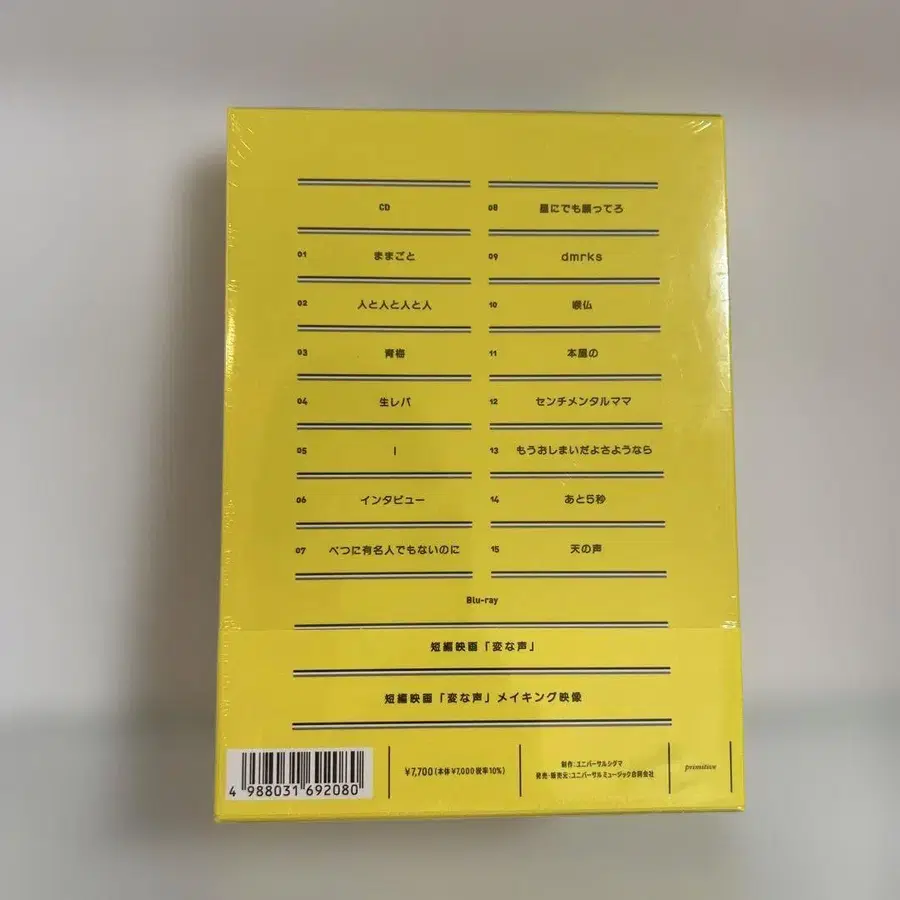 CD
01 ままごと
02 人と人と人と人
03 青梅
04 生レバ
05 I
06 インタビュー
07 べつに有名人でもないのに
08 星にでも願ってろ
09 dmrks
10 喉仏
11 本屋の
12 センチメンタルママ
13 もうおしまいだよさようなら
14 あと5秒
15 天の声
Blu-ray
短編映画「変な声」
短編映画「変な声」メイキング映像
4 988031 692080
¥7,700(本体¥7,000税率10%)
制作:ユニバーサルシグマ
発売・販売元:ユニバーサル ミュージック合同会社
primitive